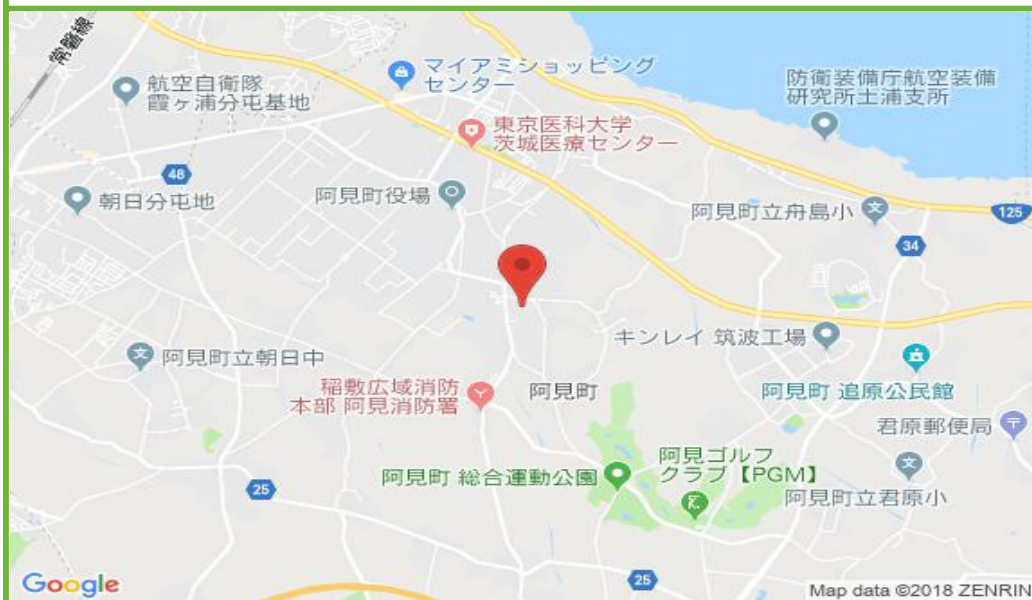 常磐線
マイアミショッピング
センター
航空自衛隊
霞ヶ浦分屯基地
防衛装備庁航空装備
研究所土浦支所
東京医科大学
茨城医療センター
48
朝日分屯地
阿見町役場
阿見町立舟島小
125
34
キンレイ 筑波工場
阿見町立朝日中
稲敷広域消防
本部 阿見消防署
阿見町
阿見町 追原公民館
君原郵便局
阿見ゴルフ
クラブ【PGM】
阿見町 総合運動公園
阿見町立君原小
25
25
Google
Map data ©2018 ZENRIN